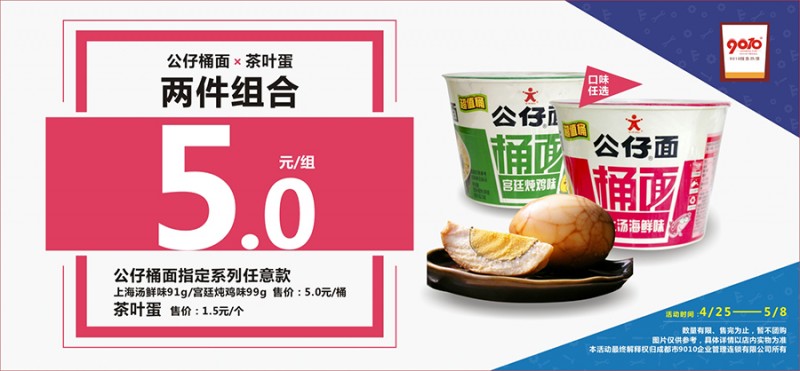 公仔桶面×茶叶蛋
两件组合
5.0
元/组
公仔桶面指定系列任意款
上海汤鲜味91g/宫廷炖鸡味99g 售价：5.0元/桶
茶叶蛋 售价：1.5元/个
9010
口味
任选
超值桶
公仔面
桶面
宫廷炖鸡味
超值桶
公仔面
桶面
汤海鲜味
活动时间：4/25——5/8
数量有限、售完为止，暂不团购
图片仅供参考，具体详情以店内实物为准
本活动最终解释权归成都市9010企业管理连锁有限公司所有